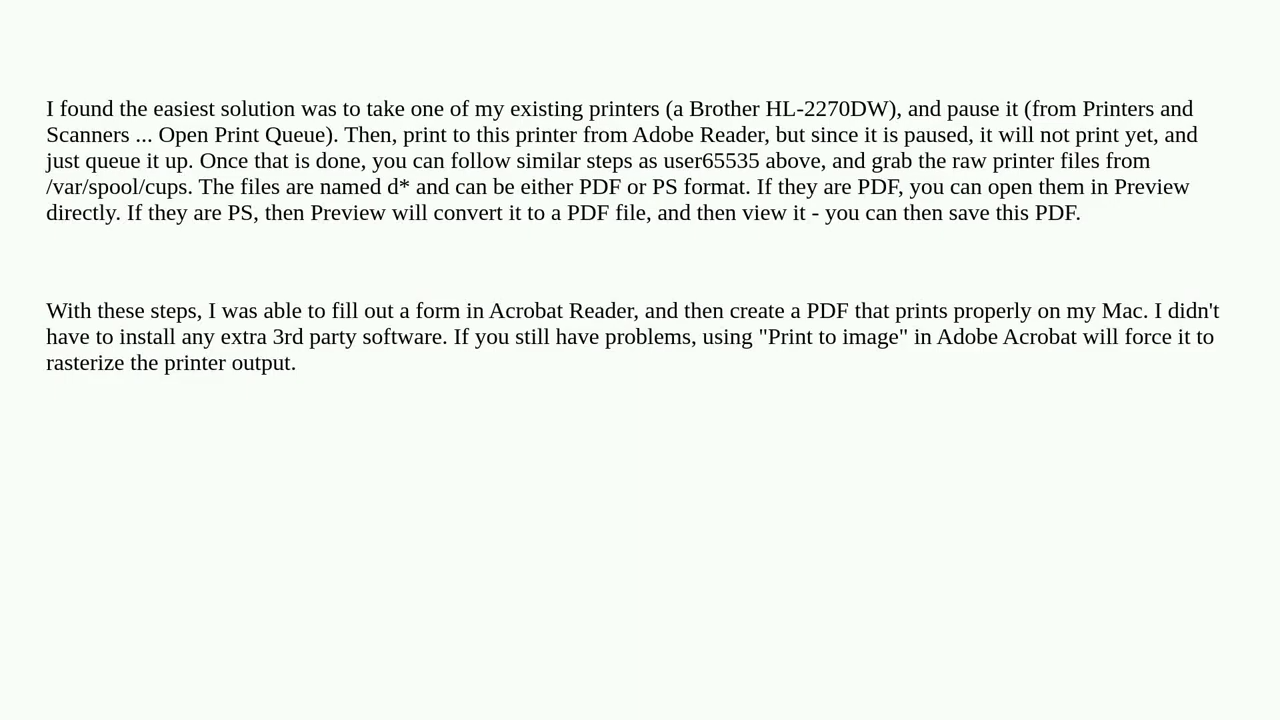 I found the easiest solution was to take one of my existing printers (a Brother HL-2270DW), and pause it (from Printers and
Scanners ... Open Print Queue). Then, print to this printer from Adobe Reader, but since it is paused, it will not print yet, and
just queue it up. Once that is done, you can follow similar steps as user65535 above, and grab the raw printer files from
/var/spool/cups. The files are named d* and can be either PDF or PS format. If they are PDF, you can open them in Preview
directly. If they are PS, then Preview will convert it to a PDF file, and then view it - you can then save this PDF.
With these steps, I was able to fill out a form in Acrobat Reader, and then create a PDF that prints properly on my Mac. I didn't
have to install any extra 3rd party software. If you still have problems, using "Print to image" in Adobe Acrobat will force it to
rasterize the printer output.